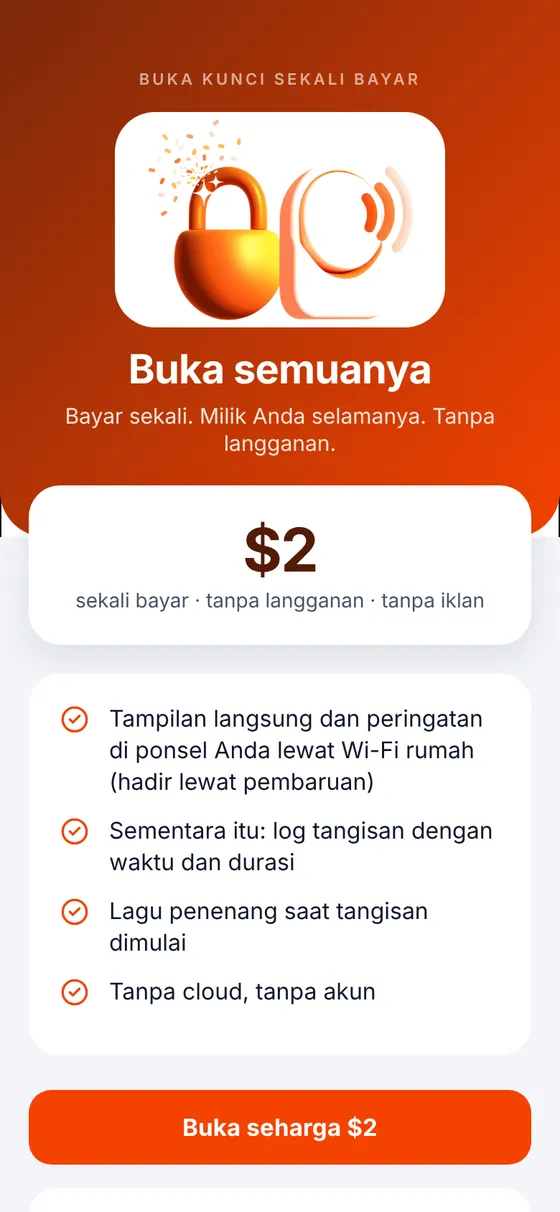 BUKA KUNCI SEKALI BAYAR
Buka semuanya
Bayar sekali. Milik Anda selamanya. Tanpa
langganan.
$2
sekali bayar · tanpa langganan · tanpa iklan
Tampilan langsung dan peringatan
di ponsel Anda lewat Wi-Fi rumah
(hadir lewat pembaruan)
Sementara itu: log tangisan dengan
waktu dan durasi
Lagu penenang saat tangisan
dimulai
Tanpa cloud, tanpa akun
Buka seharga $2